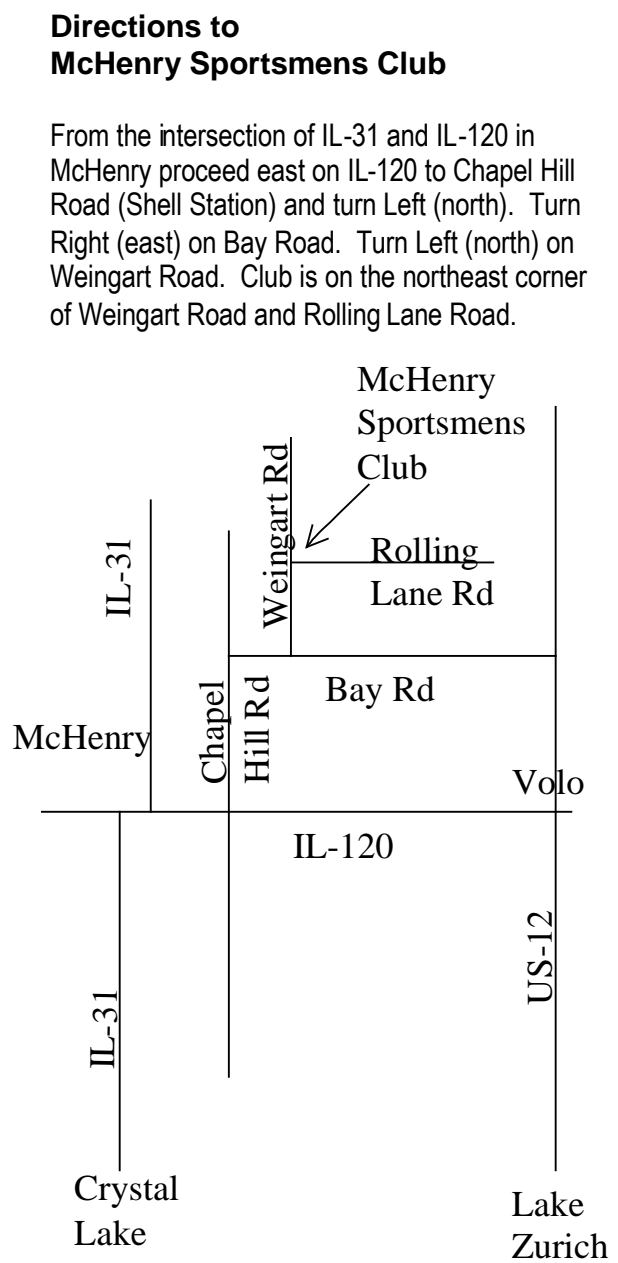 Directions to
McHenry Sportsmens Club
From the intersection of IL-31 and IL-120 in
McHenry proceed east on IL-120 to Chapel Hill
Road (Shell Station) and turn Left (north).  Turn
Right (east) on Bay Road.  Turn Left (north) on
Weingart Road.  Club is on the northeast corner
of Weingart Road and Rolling Lane Road.
McHenry
Sportsmens
Club
Weingart Rd
IL-31
Rolling
Lane Rd
Chapel
Hill Rd
Bay Rd
McHenry
Volo
IL-120
US-12
IL-31
Crystal
Lake
Lake
Zurich